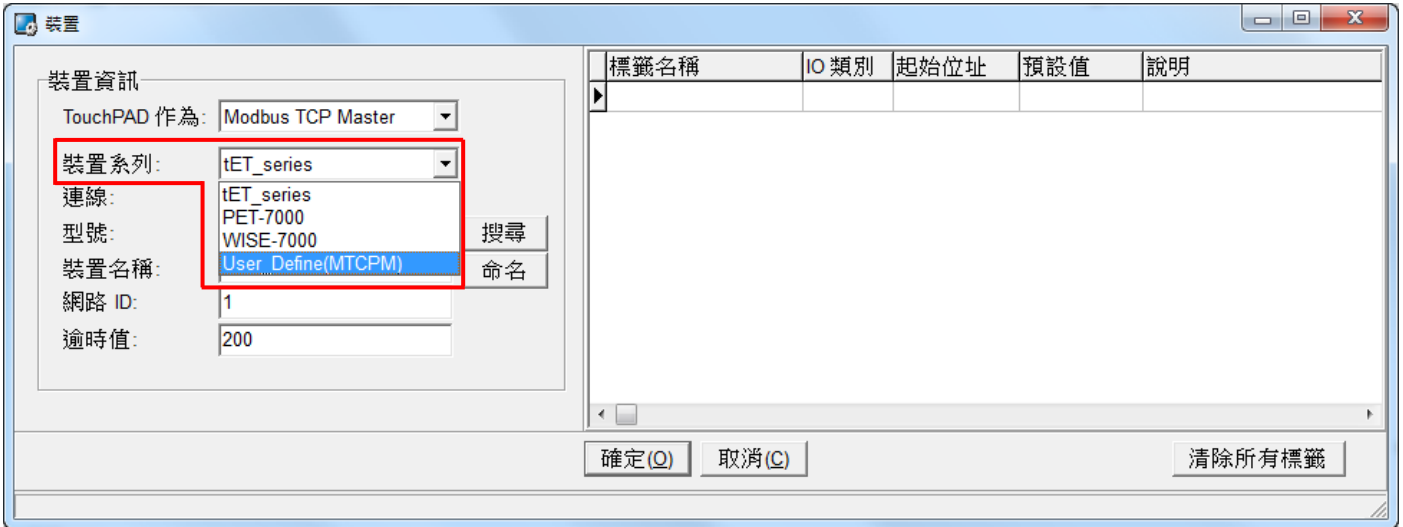 裝置
裝置資訊
TouchPAD 作為: Modbus TCP Master
裝置系列: tET_series
tET_series
PET-7000
WISE-7000
User_Define(MTCPM)
連線:
型號:
搜尋
裝置名稱:
命名
網路 ID: 1
逾時值: 200
標籤名稱 IO 類別 起始位址 預設值 說明
確定(O) 取消(C) 清除所有標籤